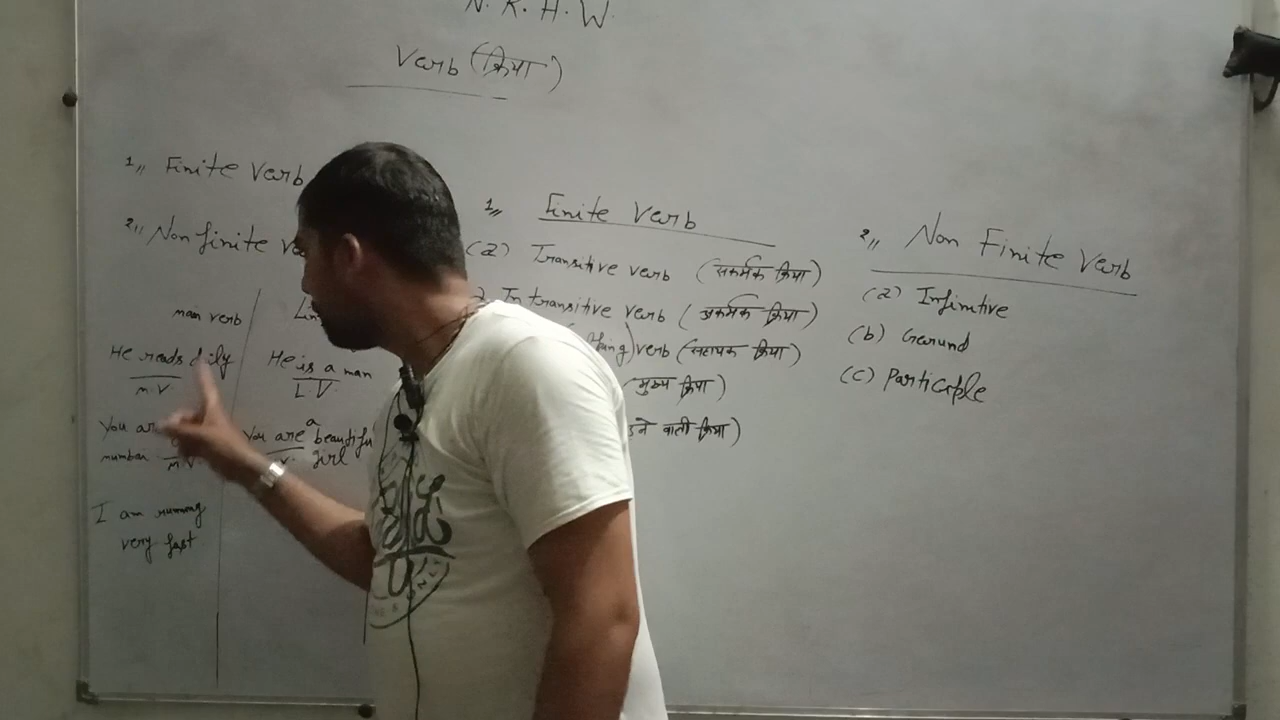 N. K. H. W.
Verb (क्रिया)
1,, Finite Verb
2,, Non finite
main verb
He reads daily
m.V
You are
number
m.V
I am running
very fast
He is a man
L.V
a
You are beautiful
v. girl
1,, Finite Verb
(a) Transitive verb (सकर्मक क्रिया)
In transitive verb (अकर्मक क्रिया)
verb (सहायक क्रिया)
(मुख्य क्रिया)
वाली क्रिया)
2,, Non Finite Verb
(a) Infinitive
(b) Gerund
(c) Participle